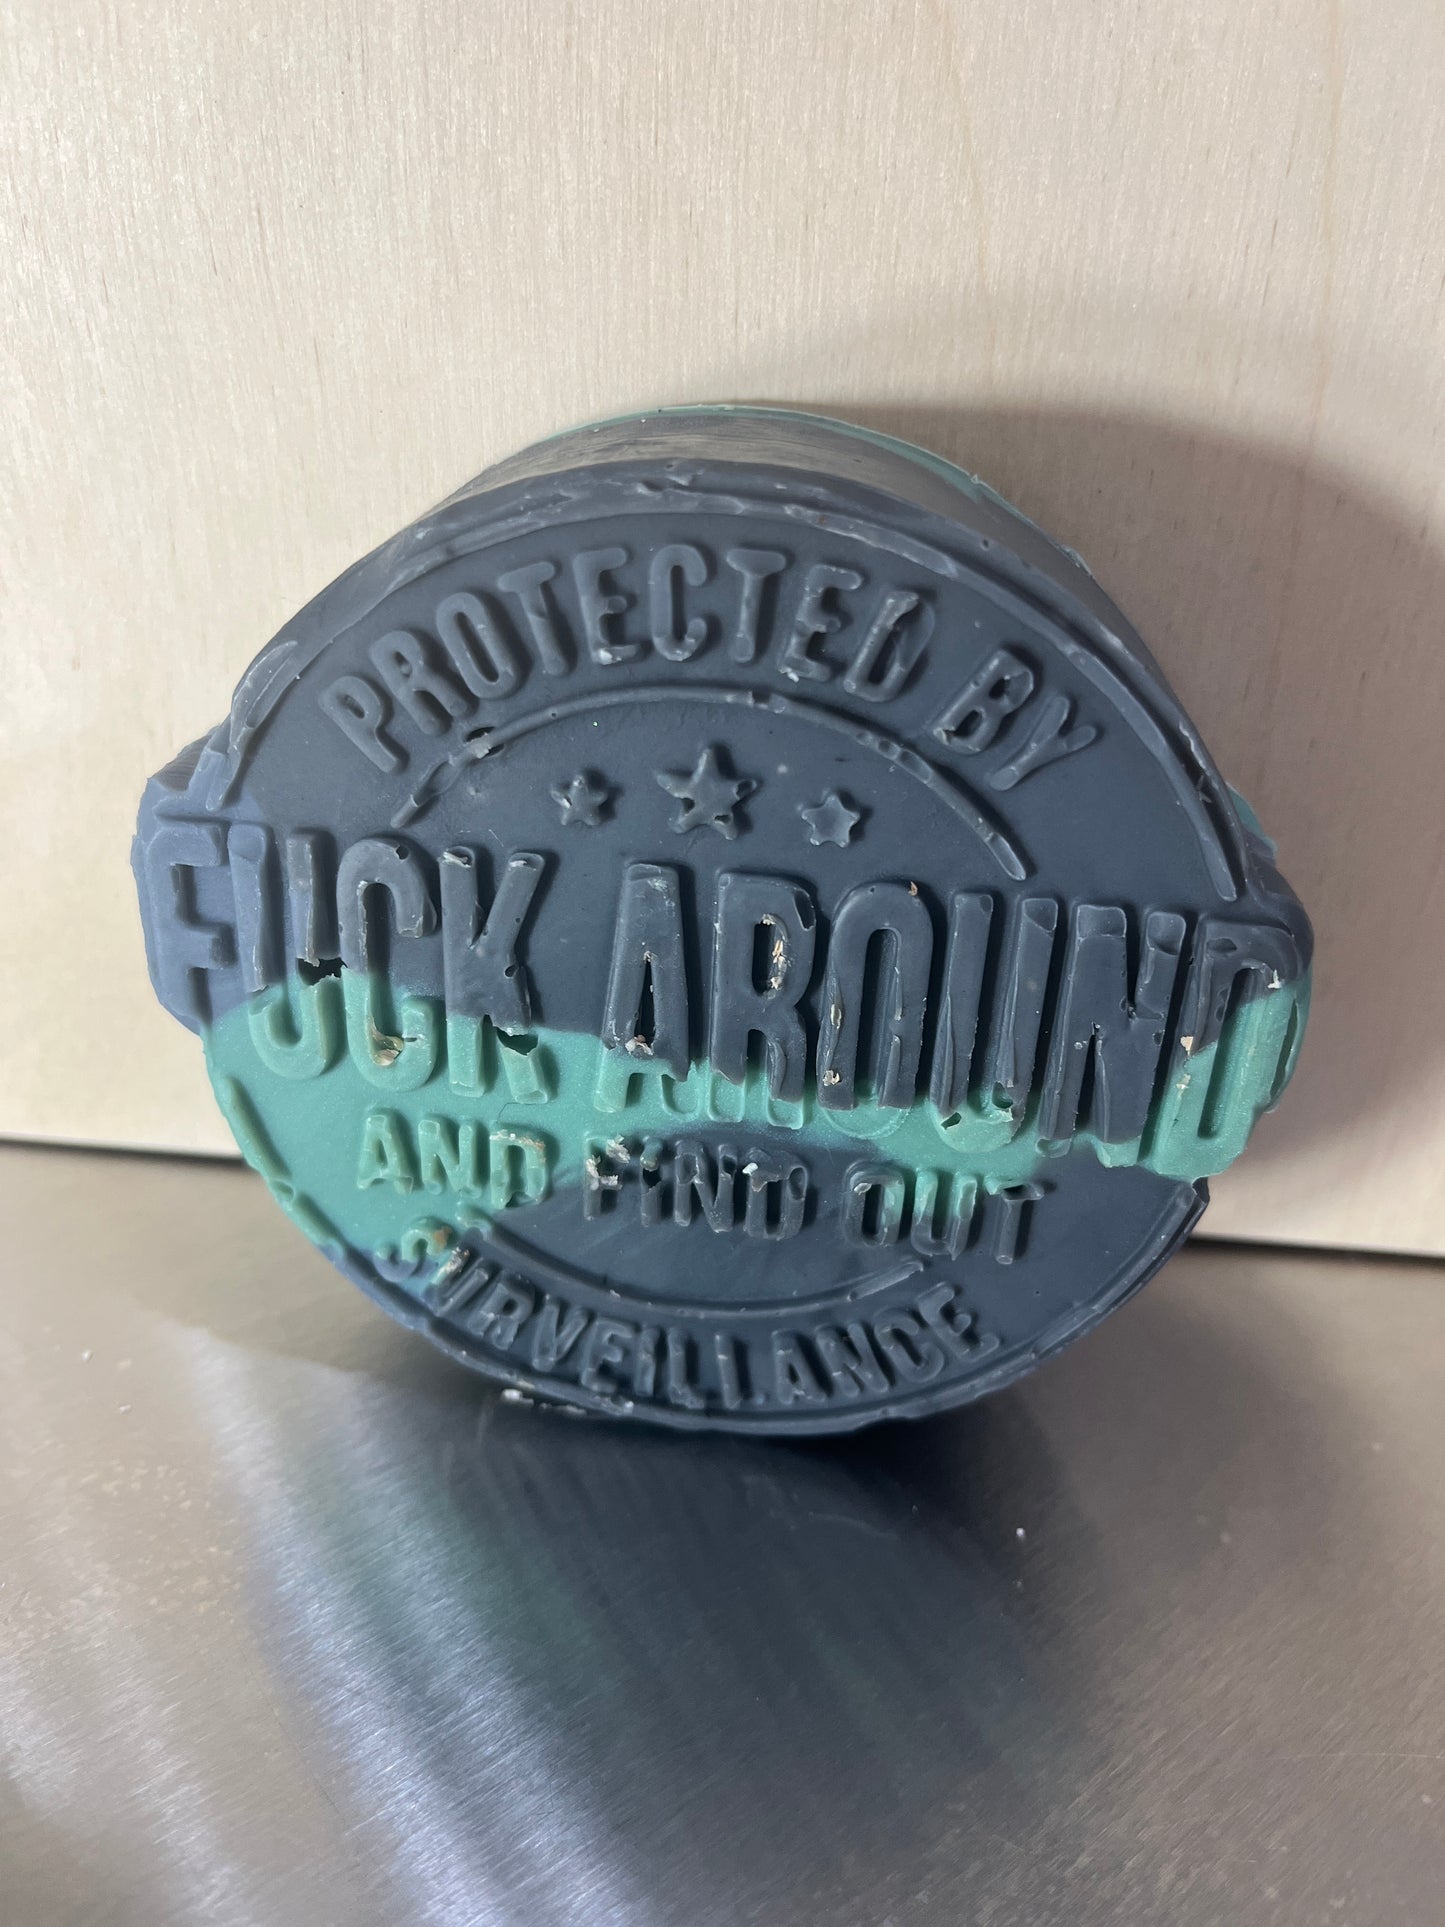 PROTECTED BY
FUCK AROUND
AND FIND OUT
SURVEILLANCE